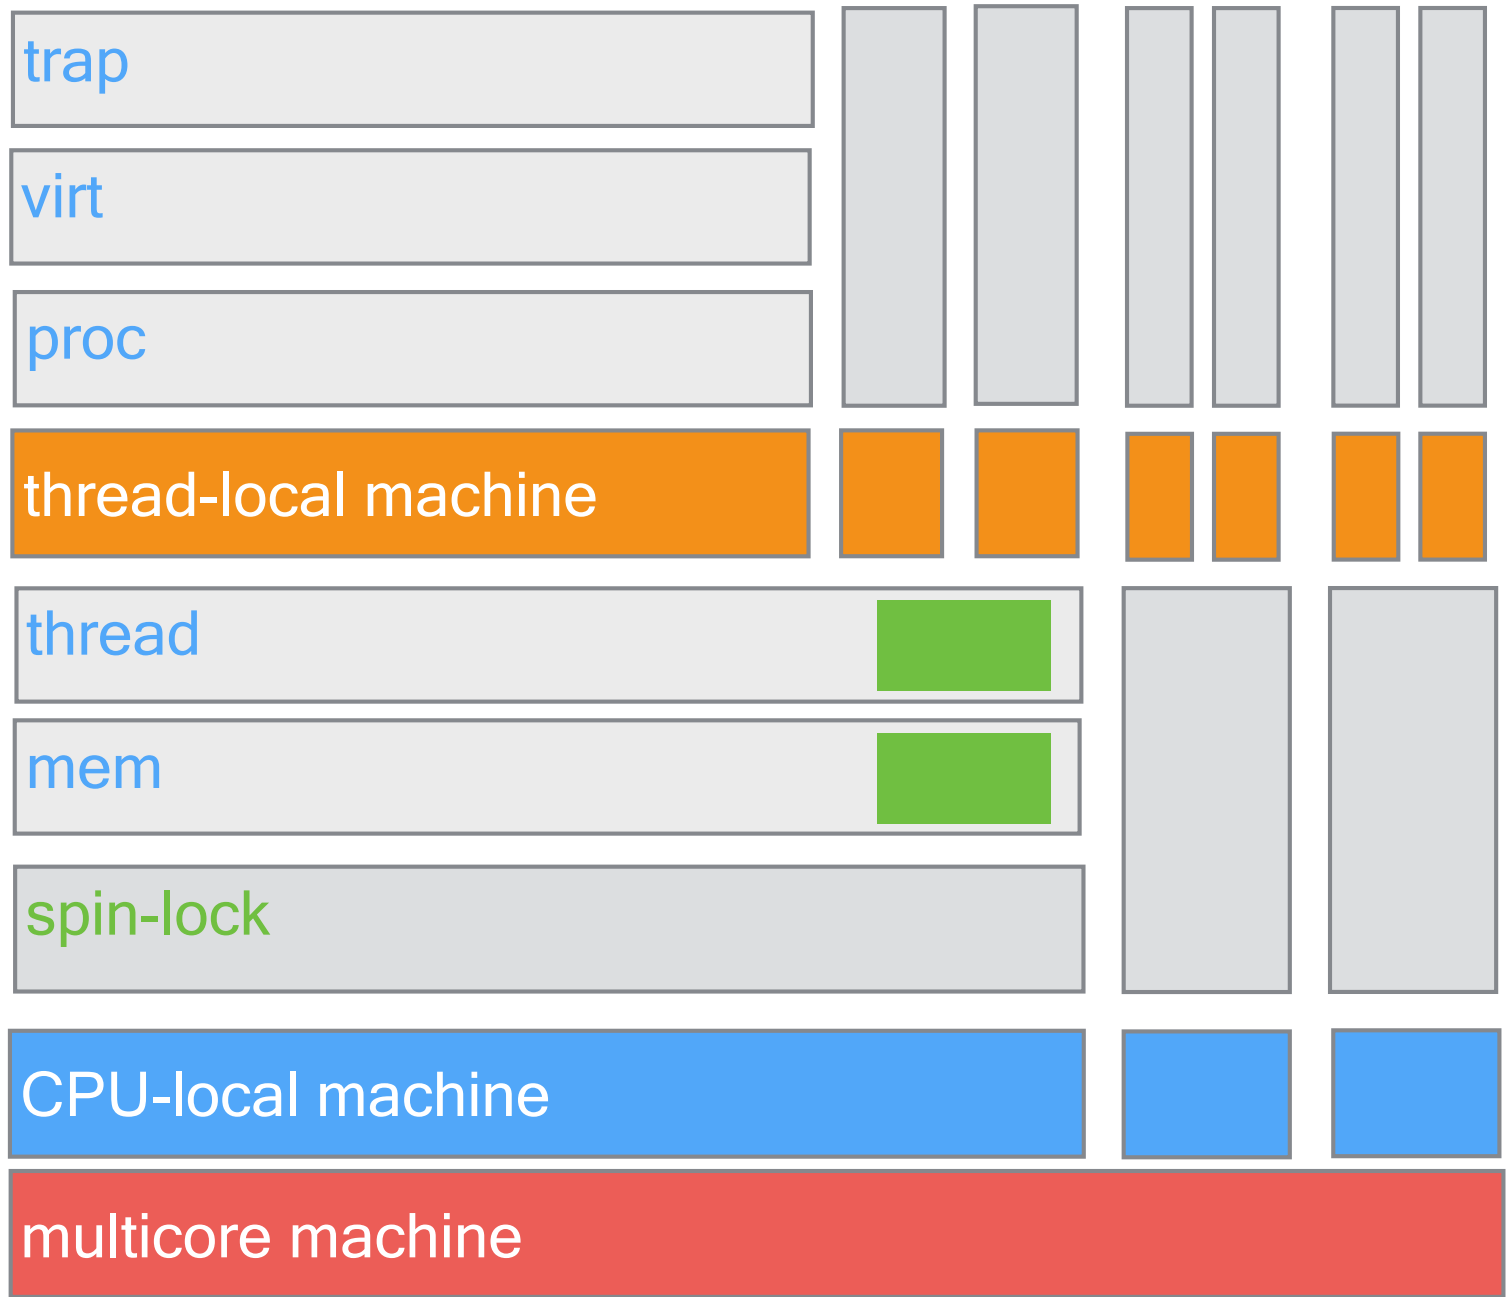 trap
virt
proc
thread-local machine
thread
mem
spin-lock
CPU-local machine
multicore machine